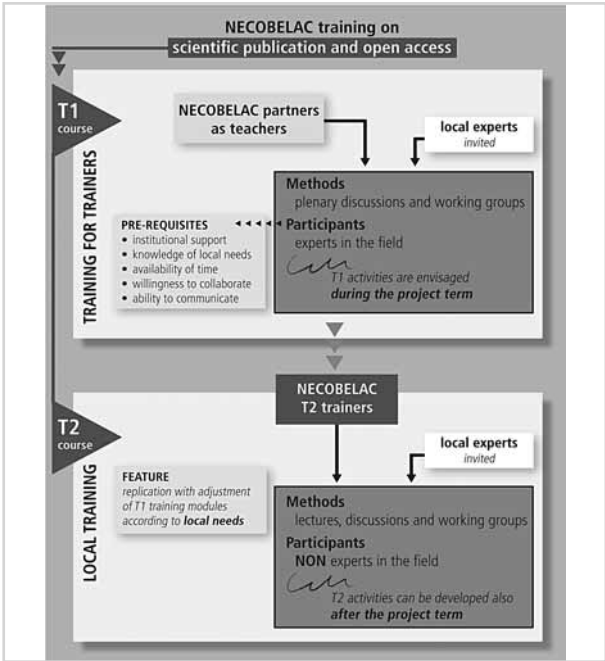 NECOBELAC training on
scientific publication and open access
T1
course
TRAINING FOR TRAINERS
NECOBELAC partners
as teachers
local experts
invited
Methods
plenary discussions and working groups
Participants
experts in the field
T1 activities are envisaged
during the project term
PRE-REQUISITES
• institutional support
• knowledge of local needs
• availability of time
• willingness to collaborate
• ability to communicate
NECOBELAC
T2 trainers
T2
course
LOCAL TRAINING
local experts
invited
FEATURE
replication with adjustment
of T1 training modules
according to local needs
Methods
lectures, discussions and working groups
Participants
NON experts in the field
T2 activities can be developed also
after the project term